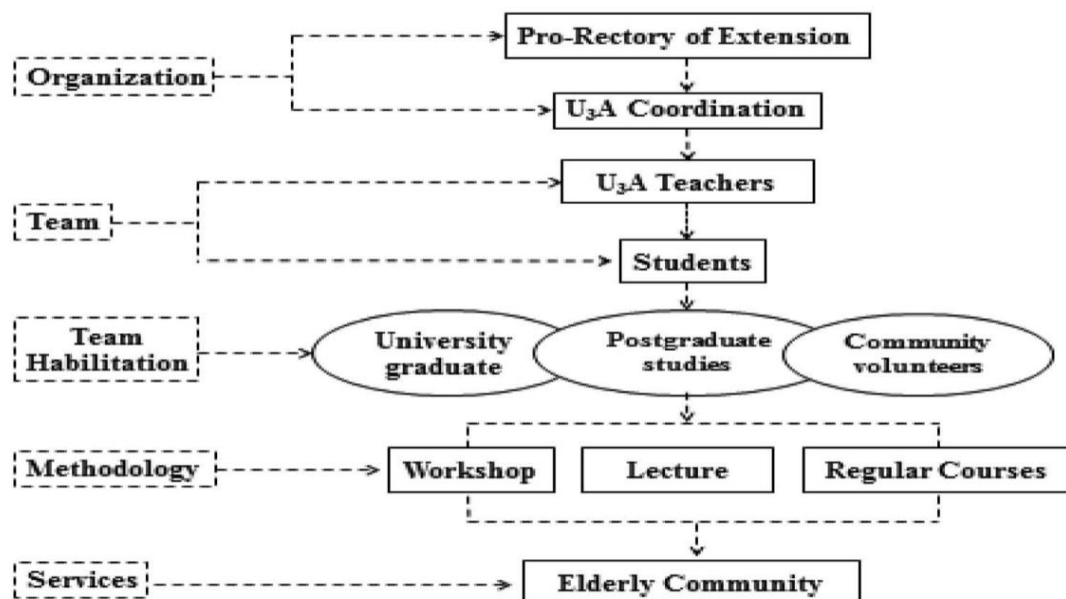 Pro-Rectory of Extension
Organization
U₃A Coordination
U₃A Teachers
Team
Students
Team
Habilitation
University
graduate
Postgraduate
studies
Community
volunteers
Methodology
Workshop
Lecture
Regular Courses
Services
Elderly Community